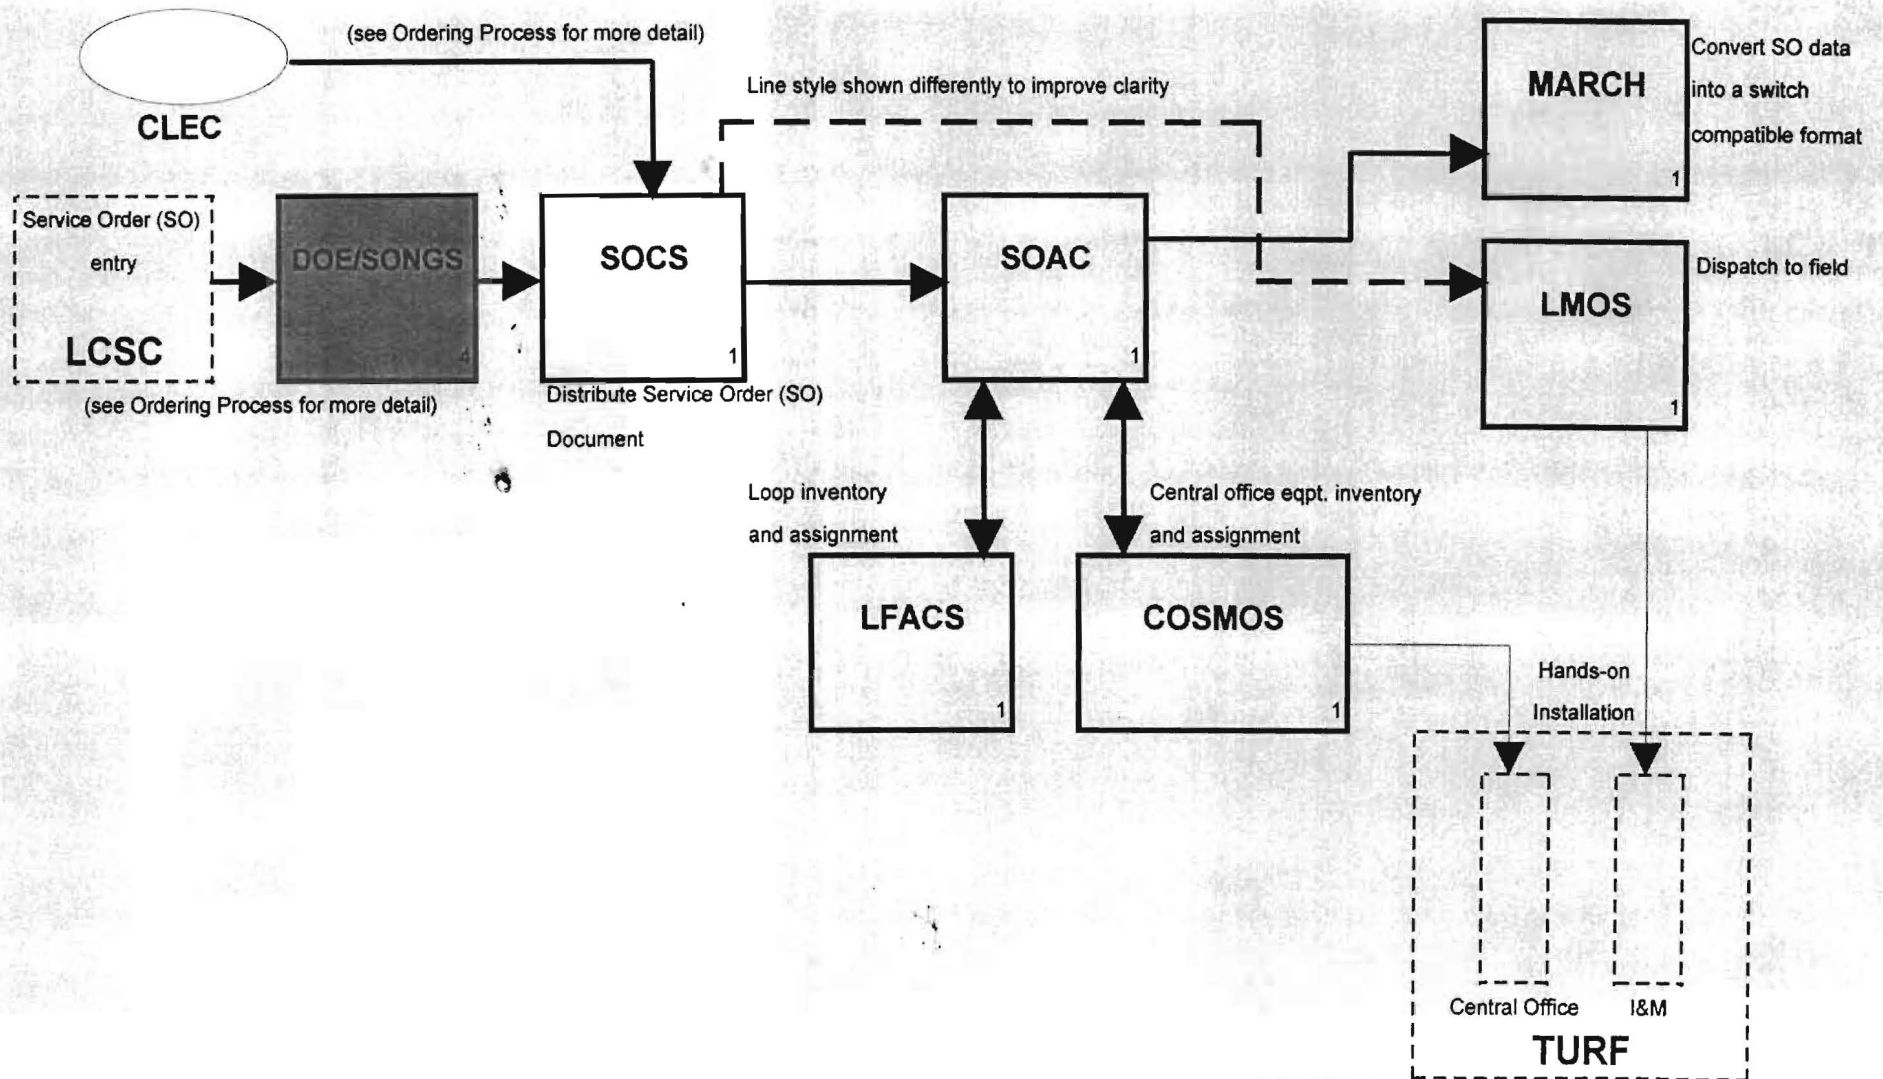 (see Ordering Process for more detail)
CLEC
Line style shown differently to improve clarity
MARCH
1
Convert SO data
into a switch
compatible format
Service Order (SO)
entry
LCSC
(see Ordering Process for more detail)
DOE/SONGS
4
SOCS
1
Distribute Service Order (SO)
Document
SOAC
1
LMOS
1
Dispatch to field
Loop inventory
and assignment
Central office eqpt. inventory
and assignment
LFACS
1
COSMOS
1
Hands-on
Installation
Central Office
I&M
TURF